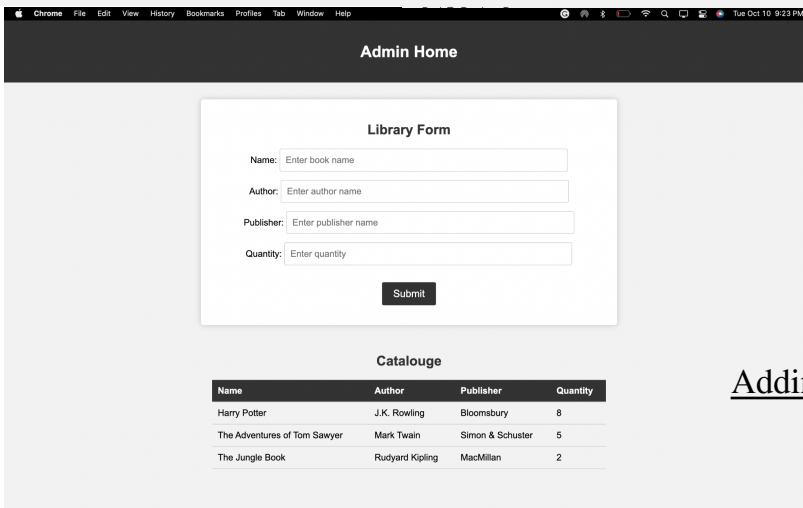 Chrome File Edit View History Bookmarks Profiles Tab Window Help Tue Oct 10 9:23 PM
Admin Home
Library Form
Name: Enter book name
Author: Enter author name
Publisher: Enter publisher name
Quantity: Enter quantity
Submit
Catalouge
Name Author Publisher Quantity
Harry Potter J.K. Rowling Bloomsbury 8
The Adventures of Tom Sawyer Mark Twain Simon & Schuster 5
The Jungle Book Rudyard Kipling MacMillan 2